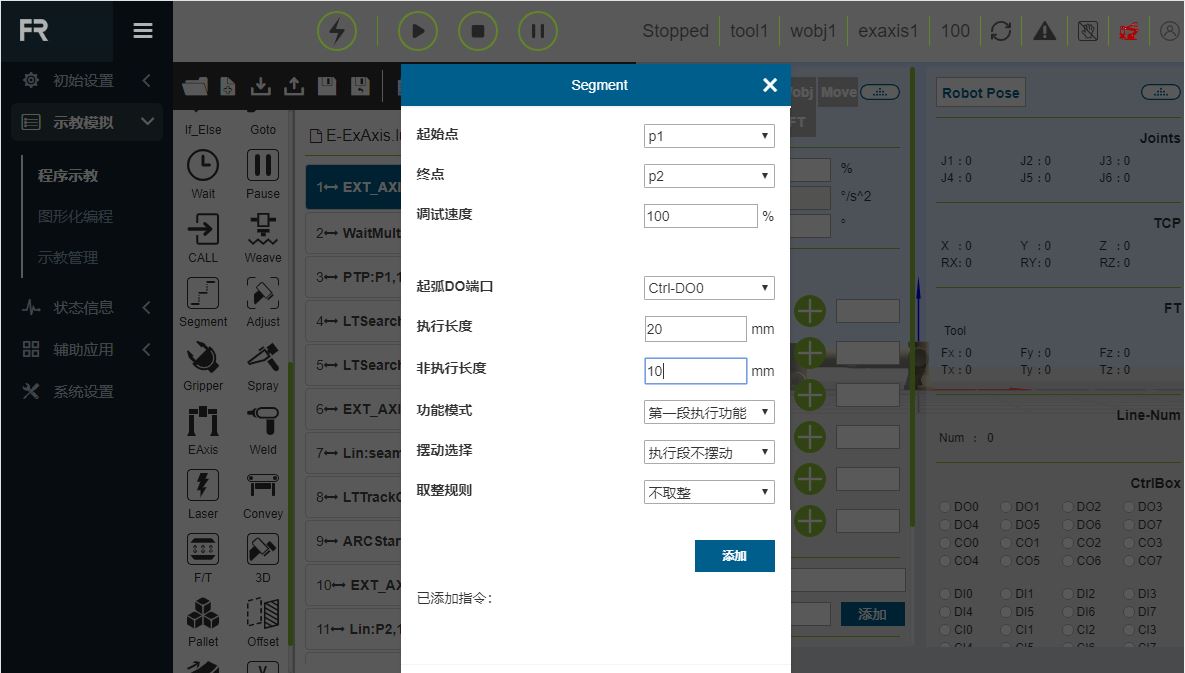 FR
Stopped
tool1
wobj1
exaxis1
100
初始设置
示教模拟
程序示教
图形化编程
示教管理
状态信息
辅助应用
系统设置
If_Else
Goto
Wait
Pause
CALL
Weave
Segment
Adjust
Gripper
Spray
EAxis
Weld
Laser
Convey
F/T
3D
Pallet
Offset
E-ExAxis.l
1 EXT_AXI
2 WaitMult
3 PTP:P1,1
4 LTSearch
5 LTSearch
6 EXT_AXI
7 Lin:seam
8 LTTrackO
9 ARCStar
10 EXT_AX
11 Lin:P2,1
Segment
起始点
p1
终点
p2
调试速度
100
%
起弧DO端口
Ctrl-DO0
执行长度
20
mm
非执行长度
10
mm
功能模式
第一段执行功能
摆动选择
执行段不摆动
取整规则
不取整
添加
已添加指令:
obj
Move
FT
%
°/s^2
°
添加
Robot Pose
Joints
J1 : 0 J2 : 0 J3 : 0
J4 : 0 J5 : 0 J6 : 0
TCP
X : 0 Y : 0 Z : 0
RX: 0 RY: 0 RZ: 0
FT
Tool
Fx : 0 Fy : 0 Fz : 0
Tx : 0 Ty : 0 Tz : 0
Line-Num
Num : 0
CtrlBox
DO0 DO1 DO2 DO3
DO4 DO5 DO6 DO7
CO0 CO1 CO2 CO3
CO4 CO5 CO6 CO7
DI0 DI1 DI2 DI3
DI4 DI5 DI6 DI7
CI0 CI1 CI2 CI3
CI4 CI5 CI6 CI7